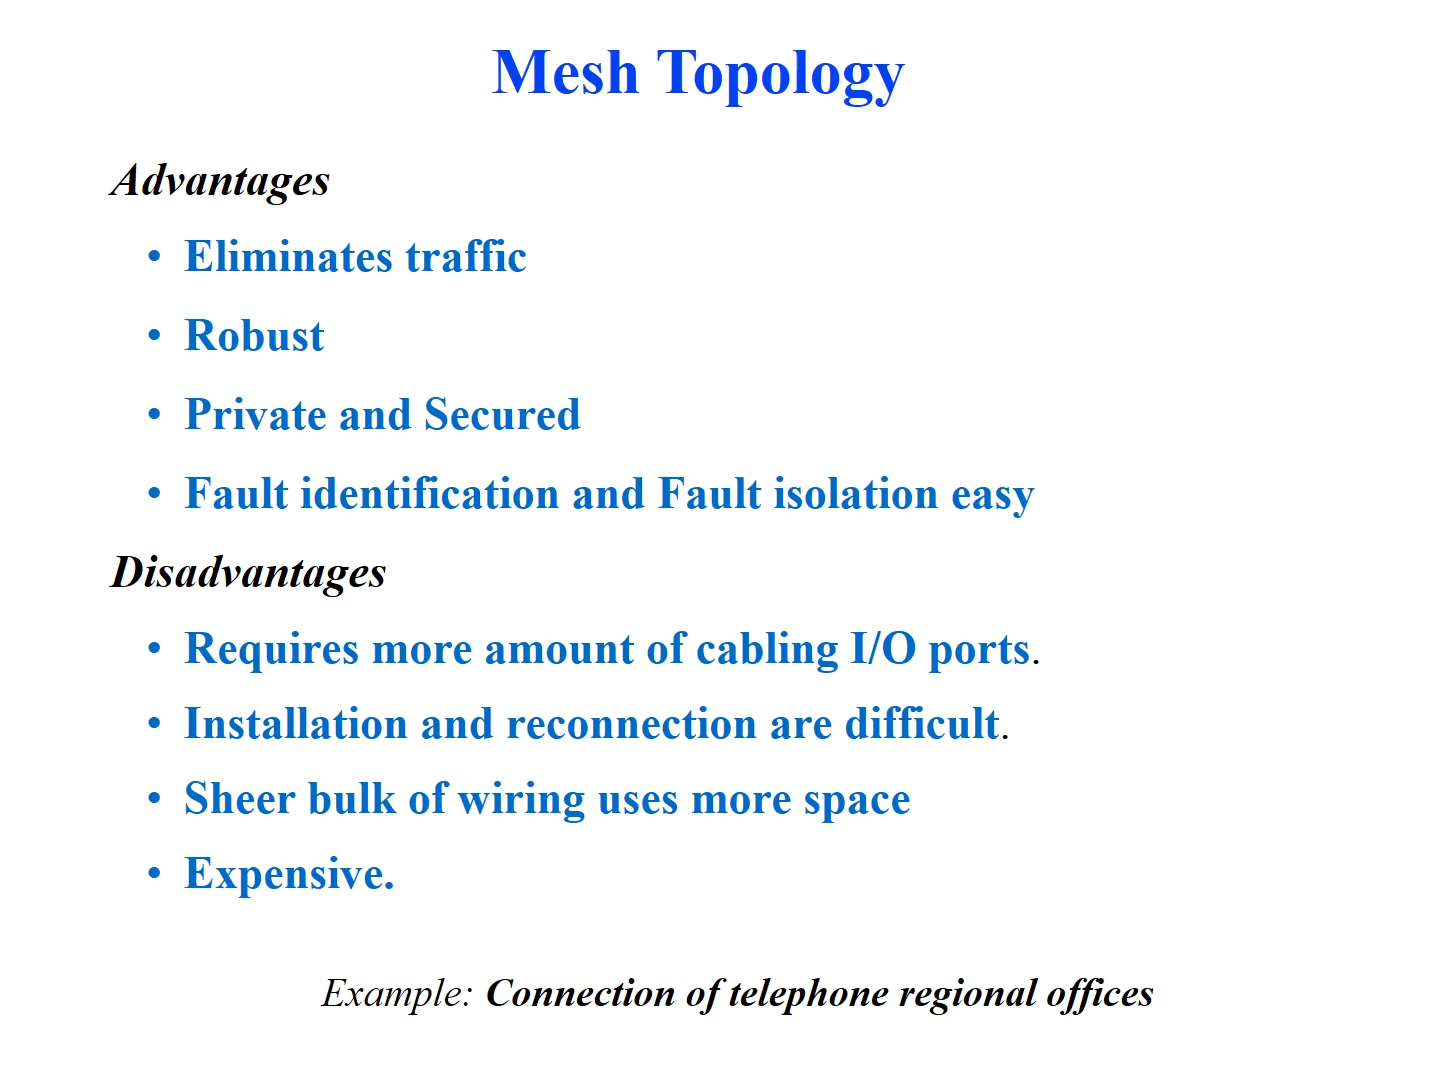 Mesh Topology
Advantages
• Eliminates traffic
• Robust
• Private and Secured
• Fault identification and Fault isolation easy
Disadvantages
• Requires more amount of cabling I/O ports.
• Installation and reconnection are difficult.
• Sheer bulk of wiring uses more space
• Expensive.
Example: Connection of telephone regional offices